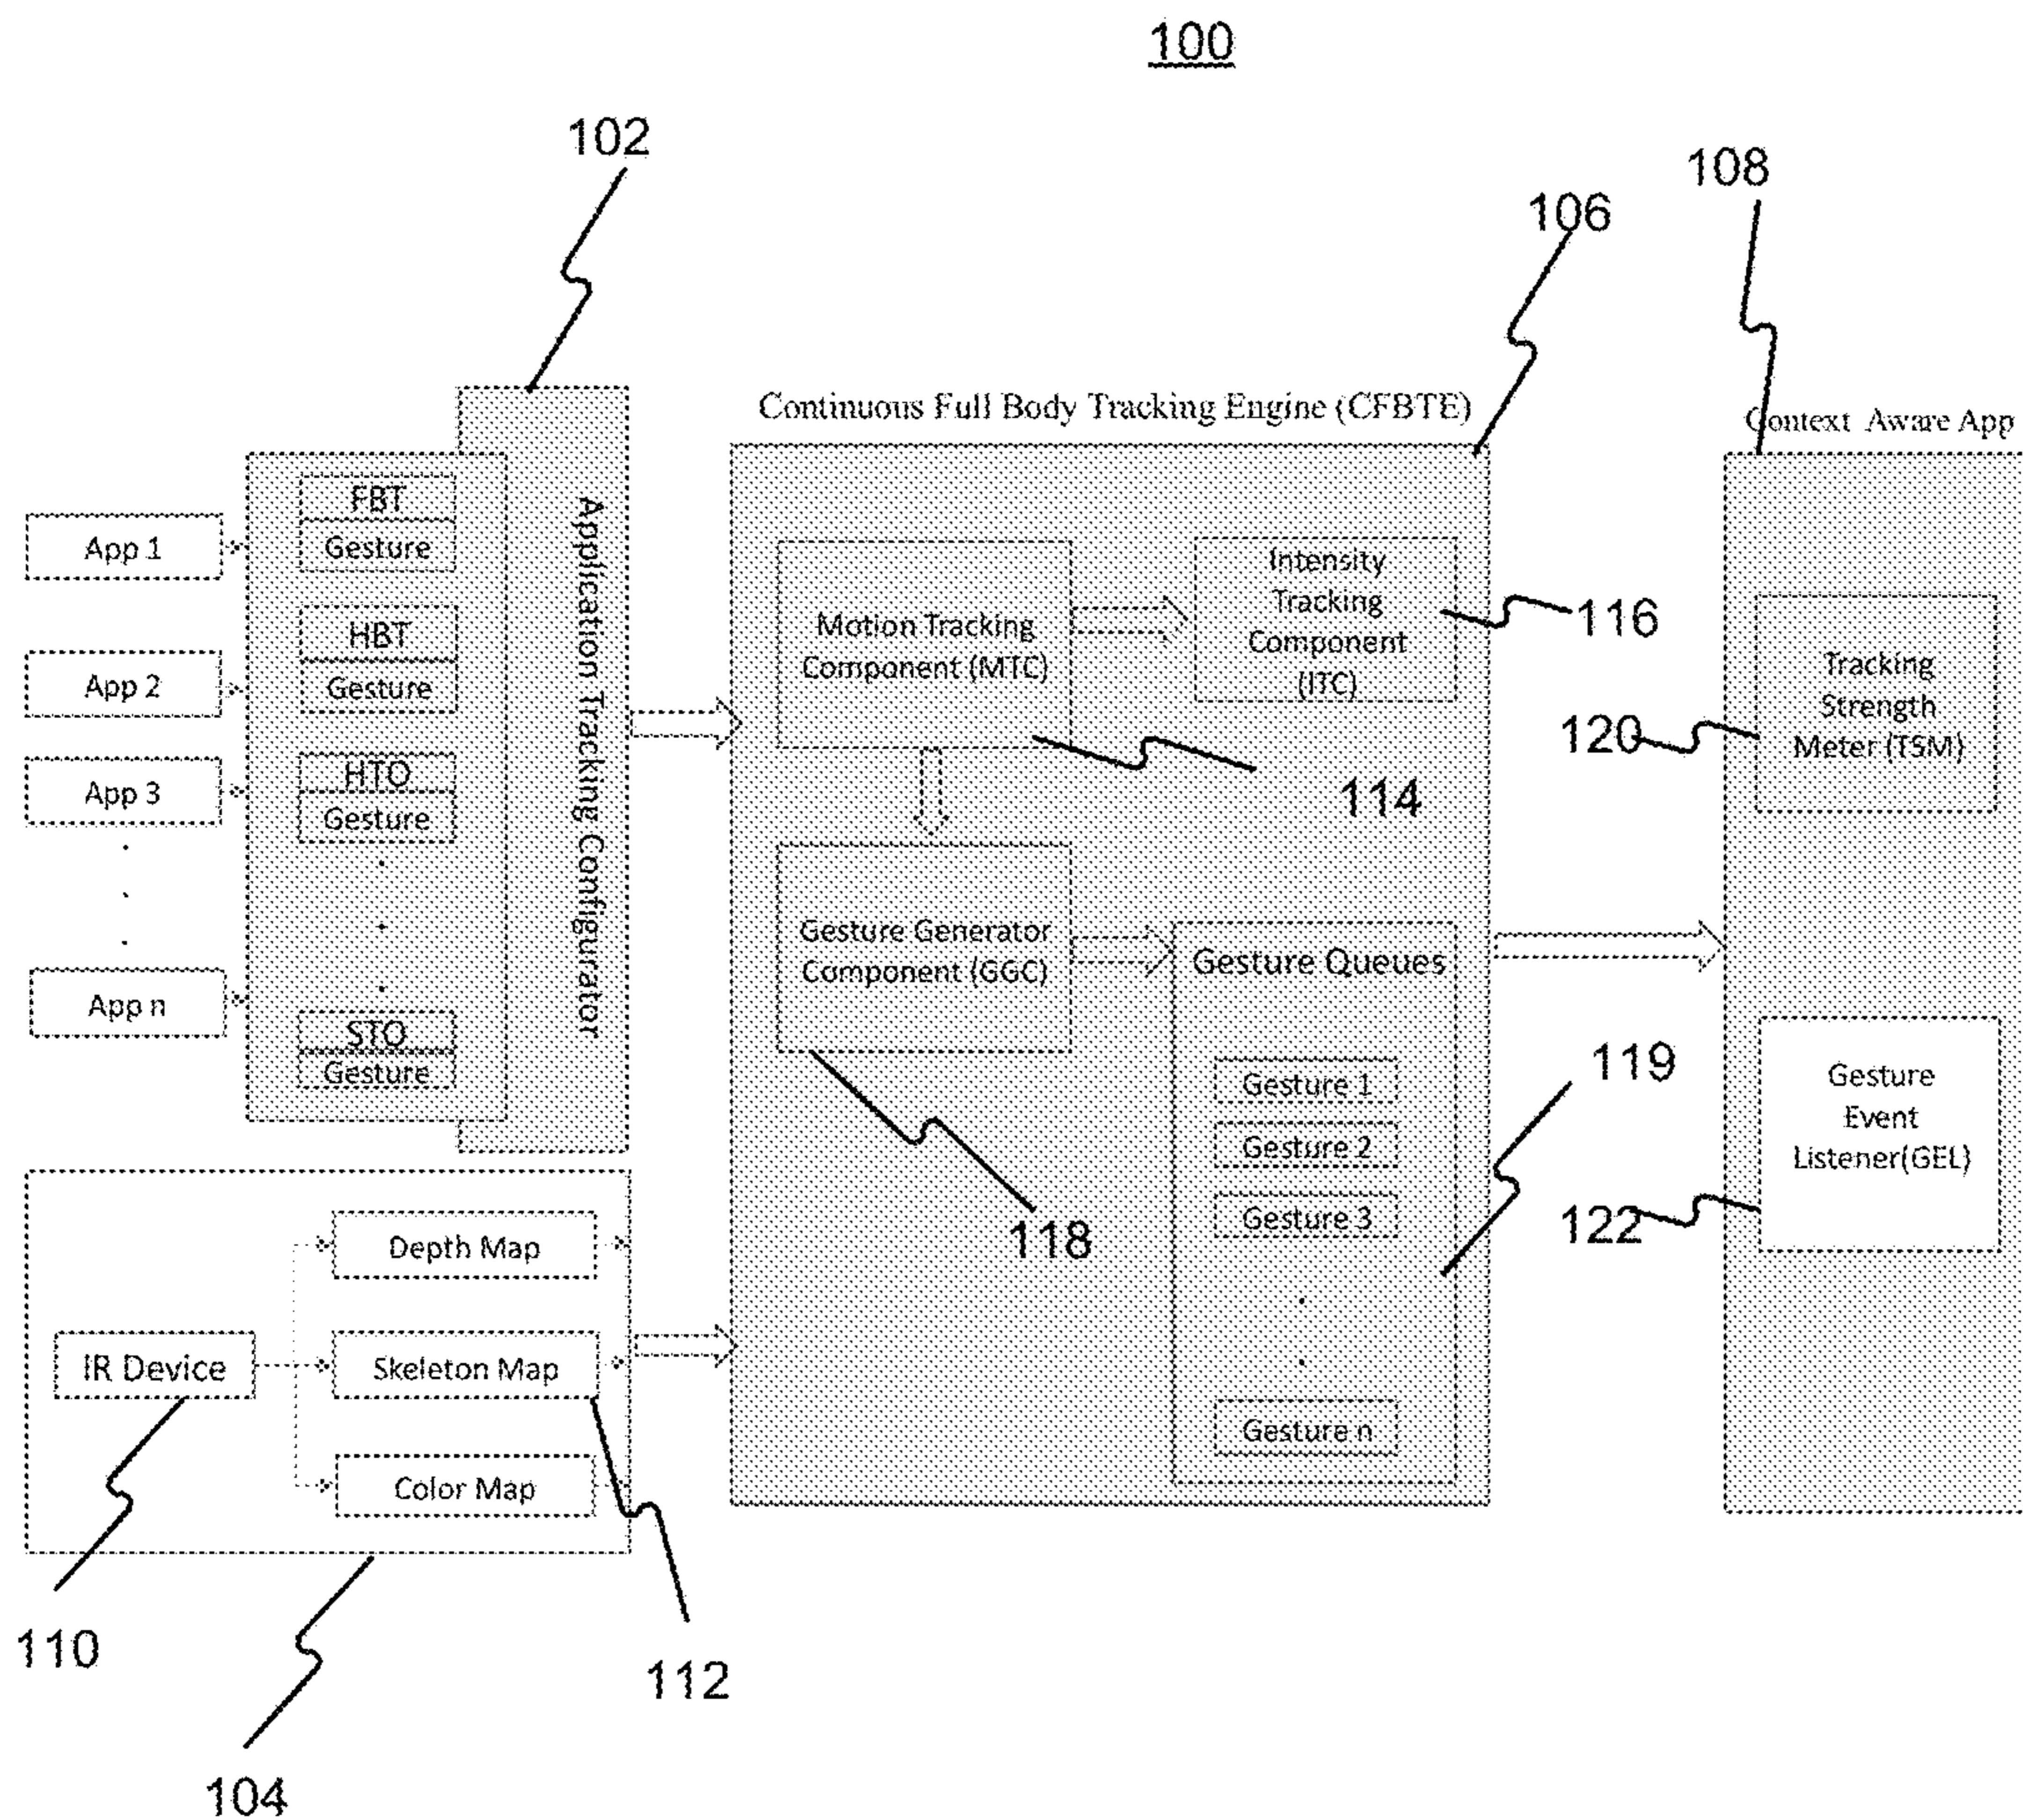 100
102
108
106
Continuous Full Body Tracking Engine (CFBTE)
Context Aware App
App 1
App 2
App 3
App n
FBT
Gesture
HBT
Gesture
HTO
Gesture
STO
Gesture
Application Tracking Configurator
Motion Tracking
Component (MTC)
Intensity
Tracking
Component
(ITC)
116
114
Gesture Generator
Component (GGC)
118
Gesture Queues
Gesture 1
Gesture 2
Gesture 3
Gesture n
119
Tracking
Strength
Meter (TSM)
120
Gesture
Event
Listener(GEL)
122
IR Device
Depth Map
Skeleton Map
Color Map
110
112
104